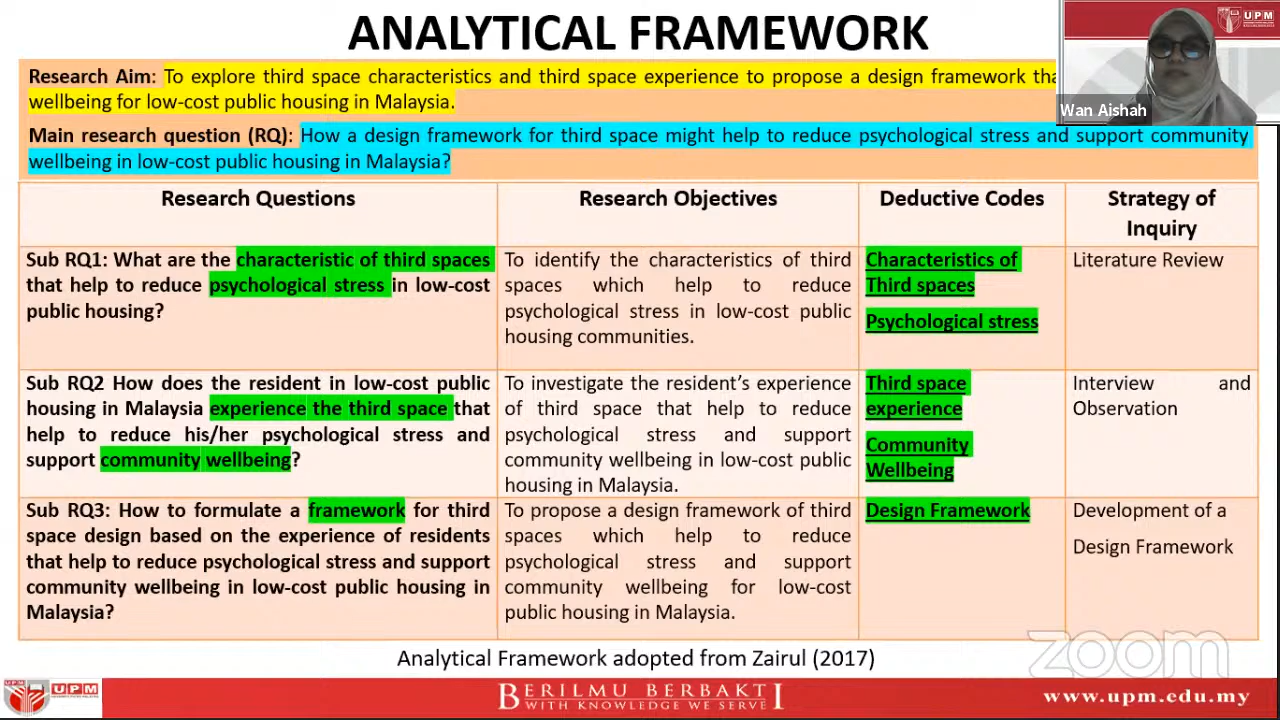 ANALYTICAL FRAMEWORK
UPM
Research Aim: To explore third space characteristics and third space experience to propose a design framework tha
wellbeing for low-cost public housing in Malaysia.
Wan Aishah
Main research question (RQ): How a design framework for third space might help to reduce psychological stress and support community
wellbeing in low-cost public housing in Malaysia?
Research Questions
Research Objectives
Deductive Codes
Strategy of
Inquiry
Sub RQ1: What are the characteristic of third spaces
that help to reduce psychological stress in low-cost
public housing?
To identify the characteristics of third
spaces which help to reduce
psychological stress in low-cost public
housing communities.
Characteristics of
Third spaces
Psychological stress
Literature Review
Sub RQ2 How does the resident in low-cost public
housing in Malaysia experience the third space that
help to reduce his/her psychological stress and
support community wellbeing?
To investigate the resident's experience
of third space that help to reduce
psychological stress and support
community wellbeing in low-cost public
housing in Malaysia.
Third space
experience
Community
Wellbeing
Interview and
Observation
Sub RQ3: How to formulate a framework for third
space design based on the experience of residents
that help to reduce psychological stress and support
community wellbeing in low-cost public housing in
Malaysia?
To propose a design framework of third
spaces which help to reduce
psychological stress and support
community wellbeing for low-cost
public housing in Malaysia.
Design Framework
Development of a
Design Framework
zoom
Analytical Framework adopted from Zairul (2017)
UPM
BERILMU BERBAKTI
WITH KNOWLEDGE WE SERVE
www.upm.edu.my